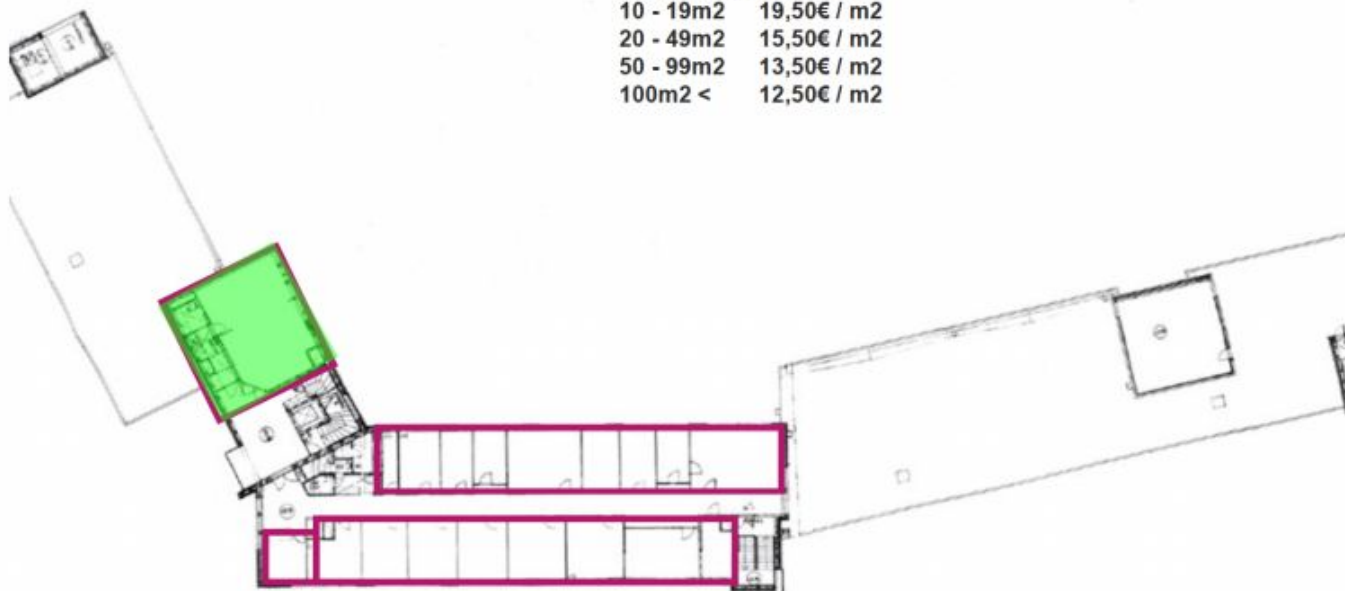 10 - 19m2 19,50€ / m2
20 - 49m2 15,50€ / m2
50 - 99m2 13,50€ / m2
100m2 < 12,50€ / m2